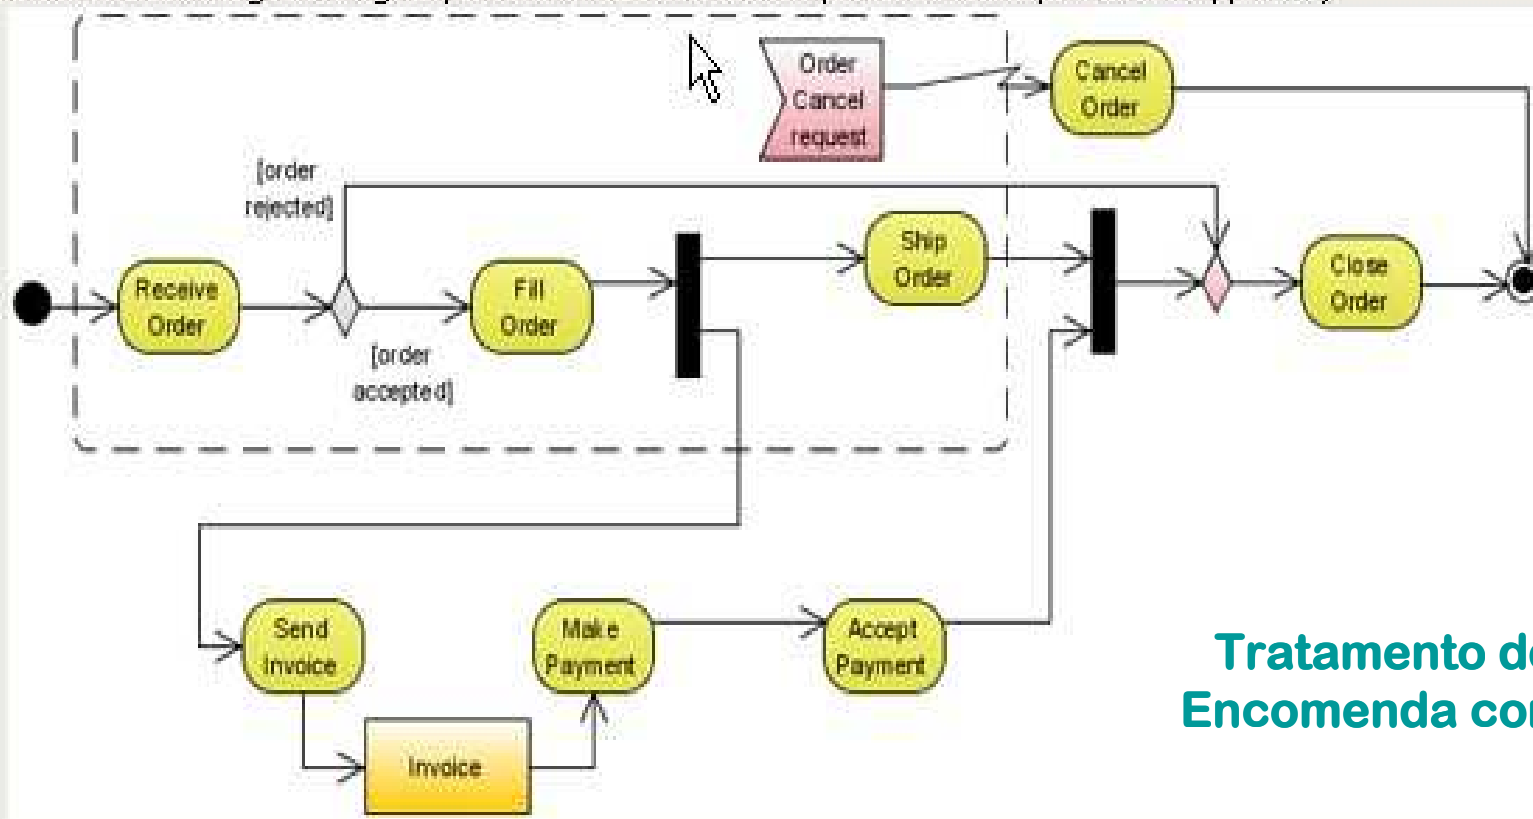 Order
Cancel
request
Cancel
Order
[order
rejected]
Receive
Order
[order
accepted]
Fill
Order
Ship
Order
Close
Order
Send
Invoice
Invoice
Make
Payment
Accept
Payment
Tratamento
Encomenda